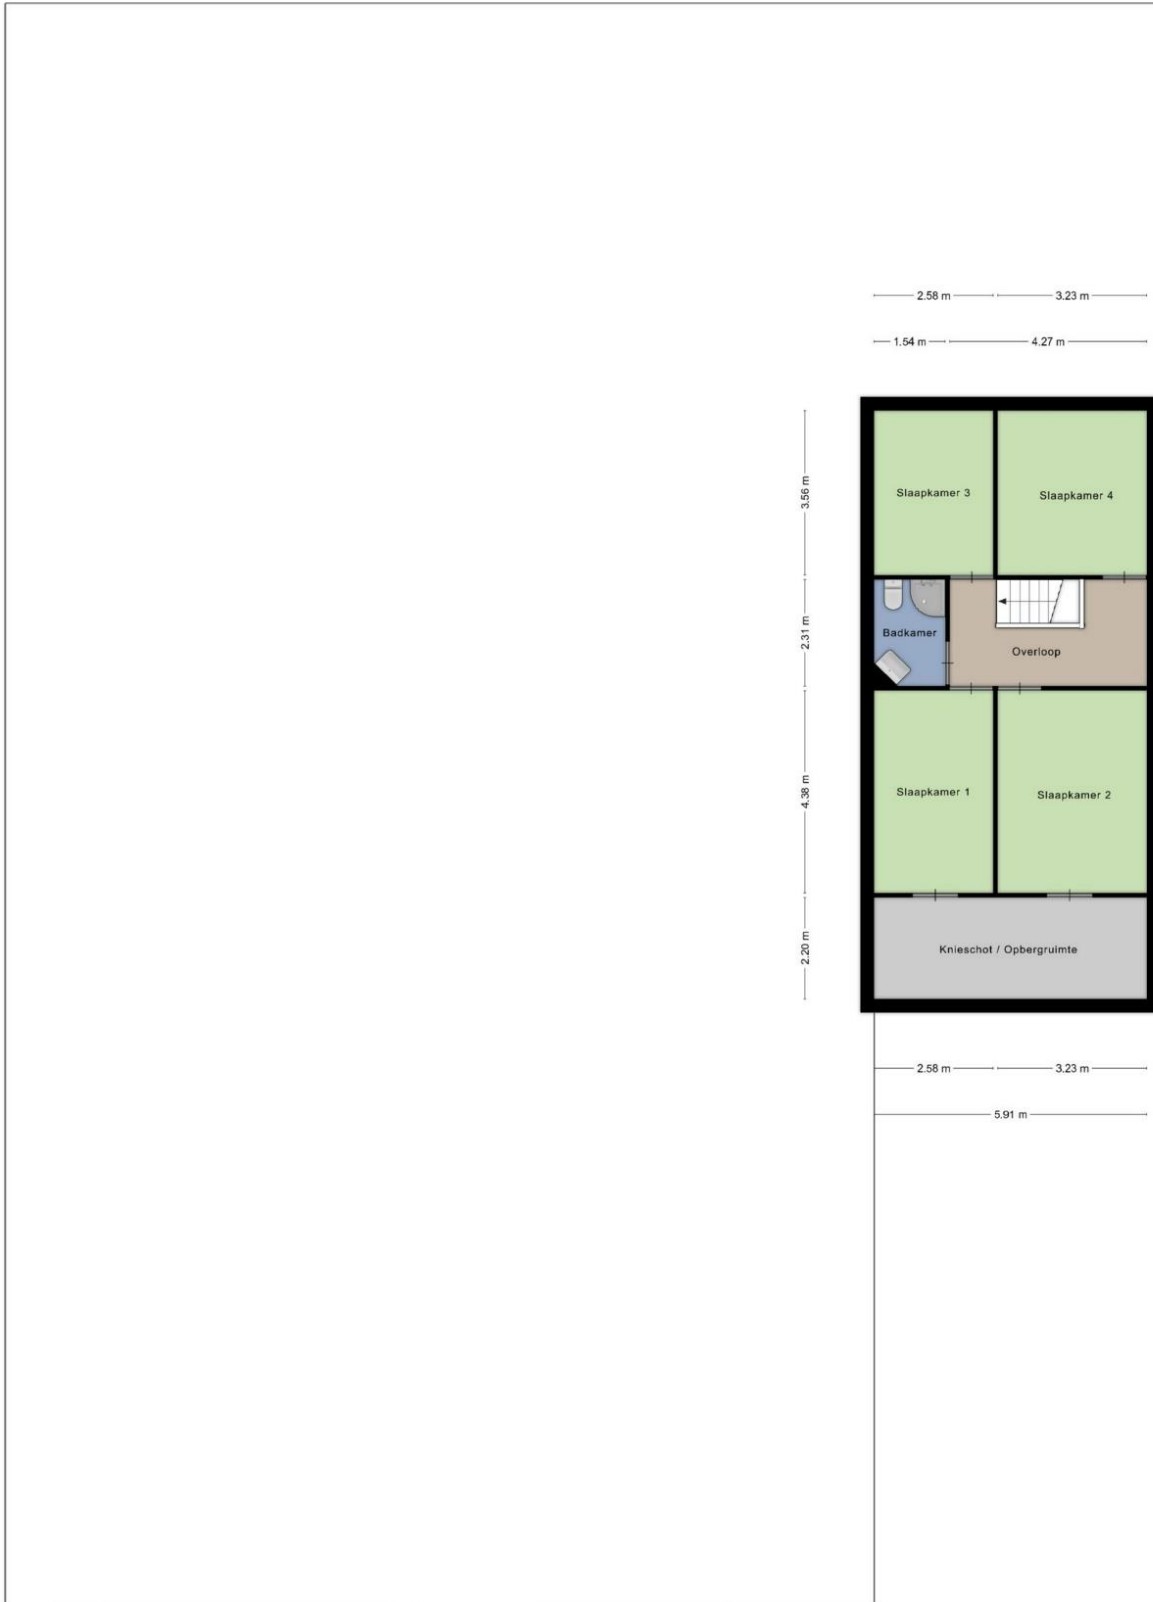 2.58 m 3.23 m
1.54 m 4.27 m
3.56 m
Slaapkamer 3 Slaapkamer 4
2.31 m
Badkamer
Overloop
4.38 m
Slaapkamer 1 Slaapkamer 2
2.20 m
Knieschot / Opbergruimte
2.58 m 3.23 m
5.91 m